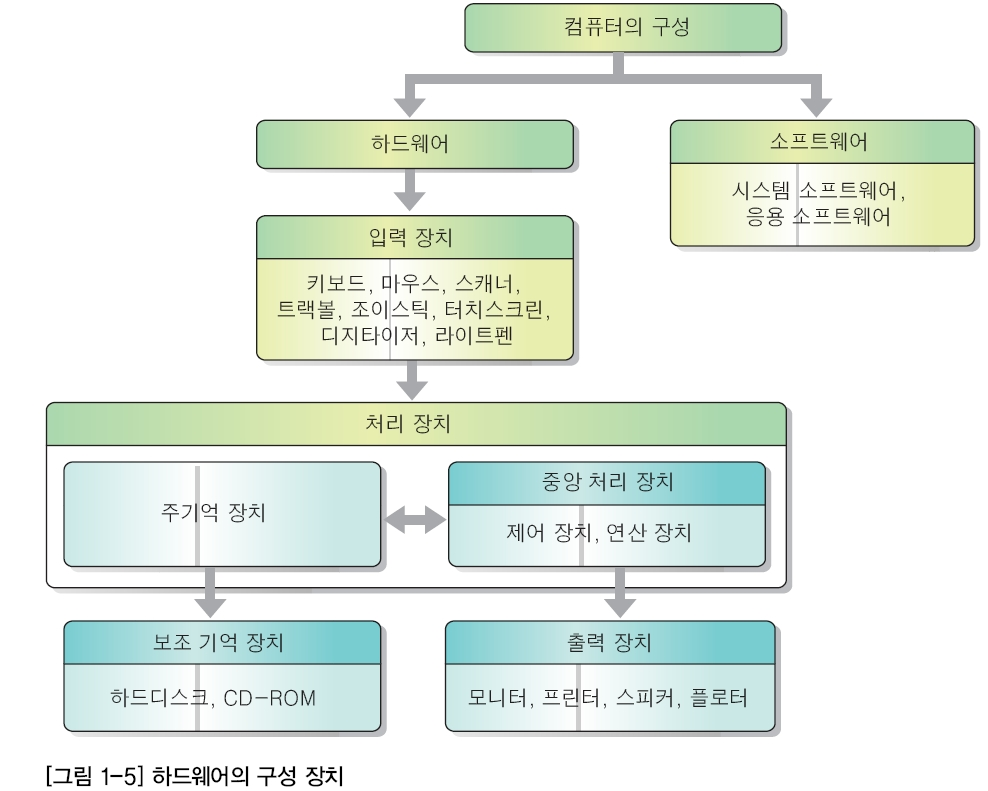 컴퓨터의 구성
하드웨어
소프트웨어
시스템 소프트웨어,
응용 소프트웨어
입력 장치
키보드, 마우스, 스캐너,
트랙볼, 조이스틱, 터치스크린,
디지타이저, 라이트펜
처리 장치
주기억 장치
중앙 처리 장치
제어 장치, 연산 장치
보조 기억 장치
하드디스크, CD-ROM
출력 장치
모니터, 프린터, 스피커, 플로터
[그림 1-5] 하드웨어의 구성 장치